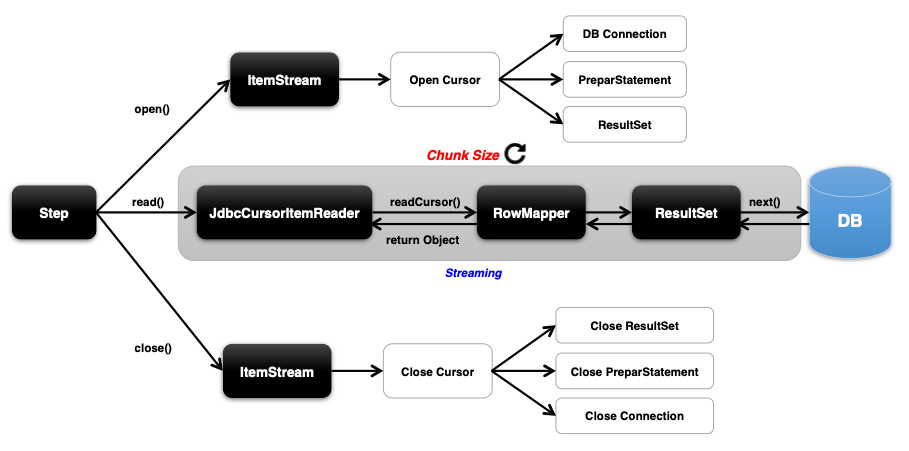 DB Connection
ItemStream
Open Cursor
PreparStatement
open()
ResultSet
Chunk Size
Step
read()
JdbcCursorItemReader
readCursor()
return Object
RowMapper
ResultSet
next()
DB
Streaming
close()
ItemStream
Close Cursor
Close ResultSet
Close PreparStatement
Close Connection